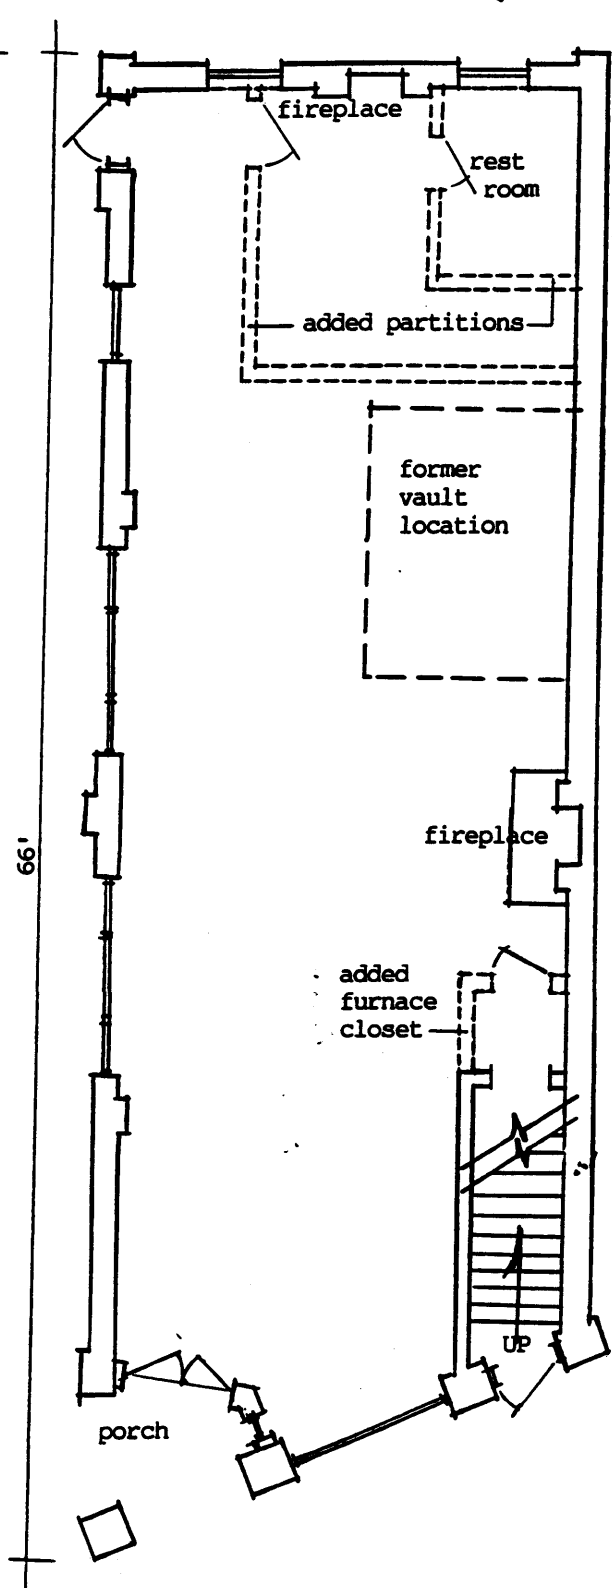 fireplace
rest
room
added partitions
former
vault
location
66'
fireplace
added
furnace
closet
UP
porch